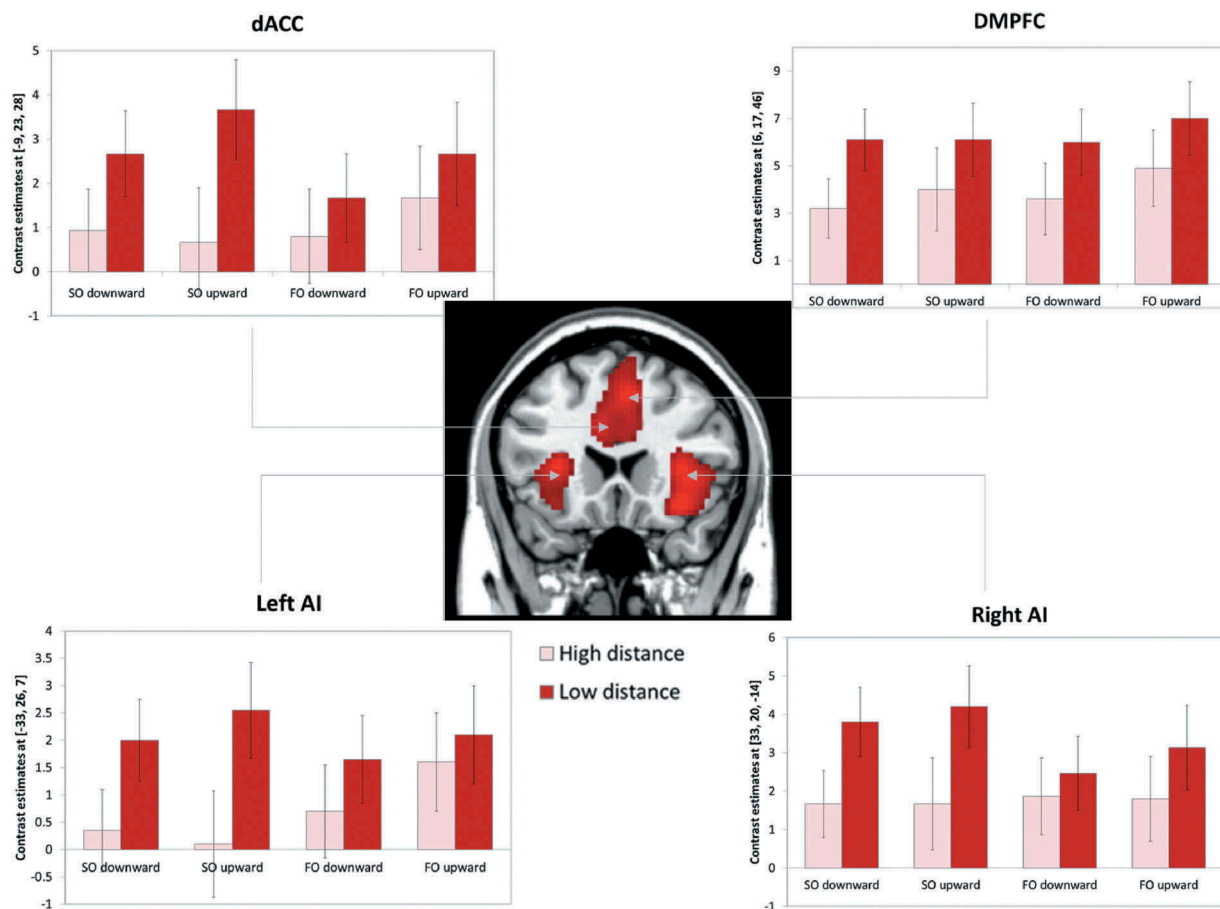 dACC
Contrast estimates at [-9, 23, 28]
5
4
3
2
1
0
-1
SO downward SO upward FO downward FO upward
DMPFC
Contrast estimates at [6, 17, 46]
9
7
5
3
1
SO downward SO upward FO downward FO upward
Left AI
Contrast estimates at [-33, 26, 7]
4
3.5
3
2.5
2
1.5
1
0.5
0
-0.5
-1
SO downward SO upward FO downward FO upward
High distance
Low distance
Right AI
Contrast estimates at [33, 20, -14]
6
5
4
3
2
1
0
-1
SO downward SO upward FO downward FO upward